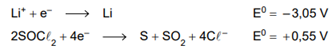 Li⁺ + e⁻ ⟶ Li E⁰ = –3,05 V
2SOCℓ₂ + 4e⁻ ⟶ S + SO₂ + 4Cℓ⁻ E⁰ = +0,55 V